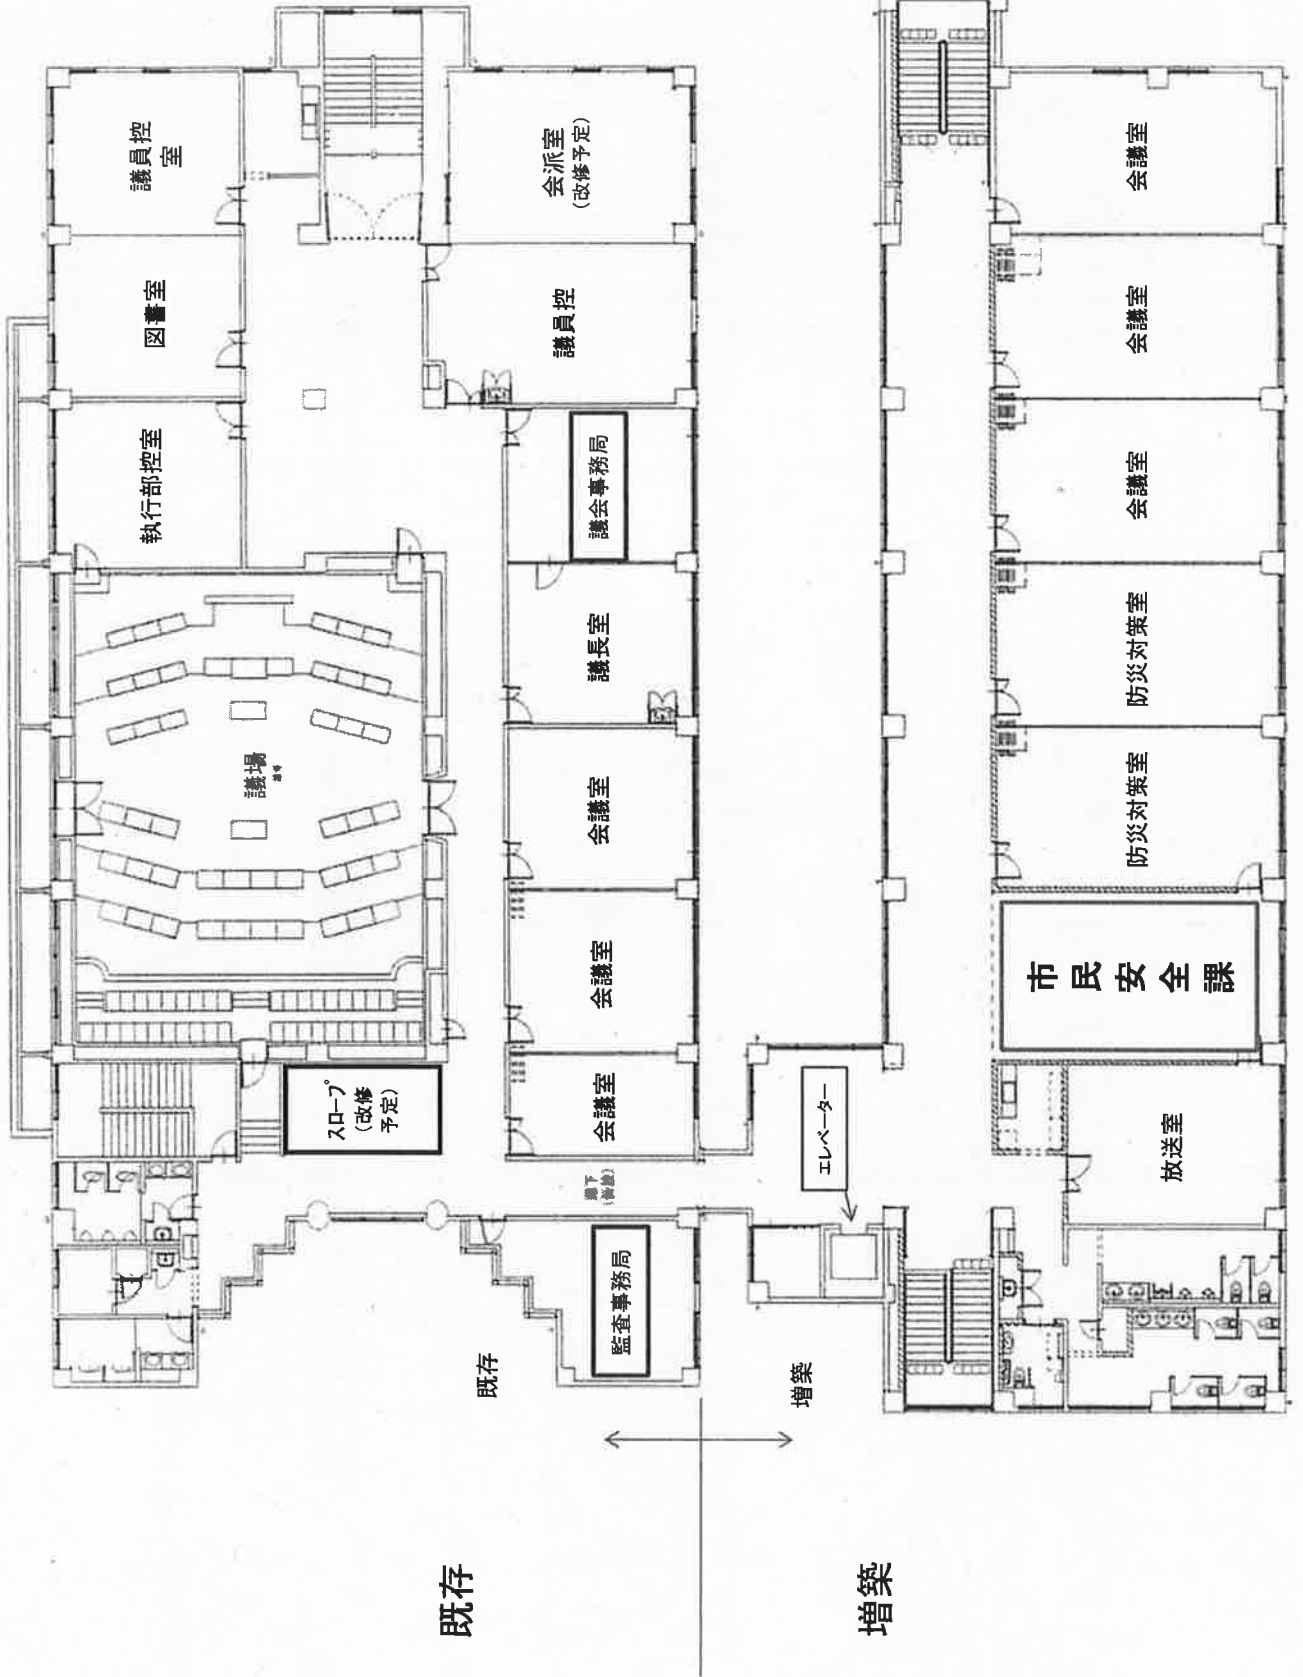 議員控
室
図書室
執行部控室
会派室
(改修予定)
議員控
議会事務局
議長室
議場
会議室
会議室
会議室
スロープ
(改修
予定)
廊下
監査事務局
既存
増築
エレベーター
会議室
会議室
会議室
防災対策室
防災対策室
市民安全課
放送室
既存
増築